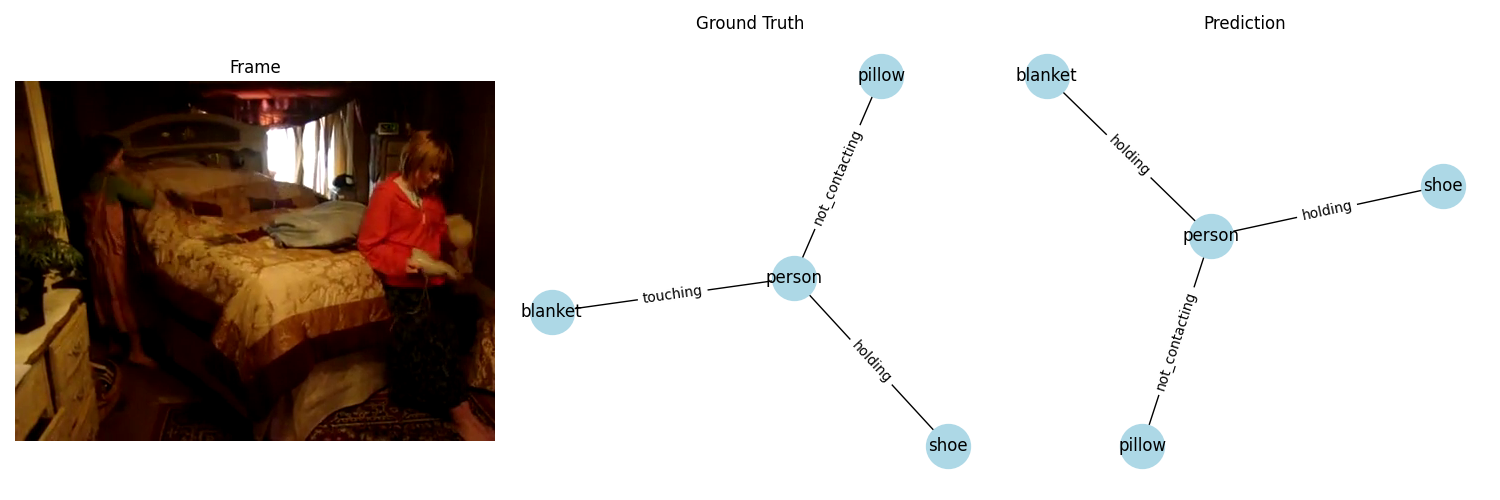 Frame
Ground Truth
pillow
not_contacting
person
touching
blanket
holding
shoe
Prediction
blanket
holding
shoe
holding
person
not_contacting
pillow